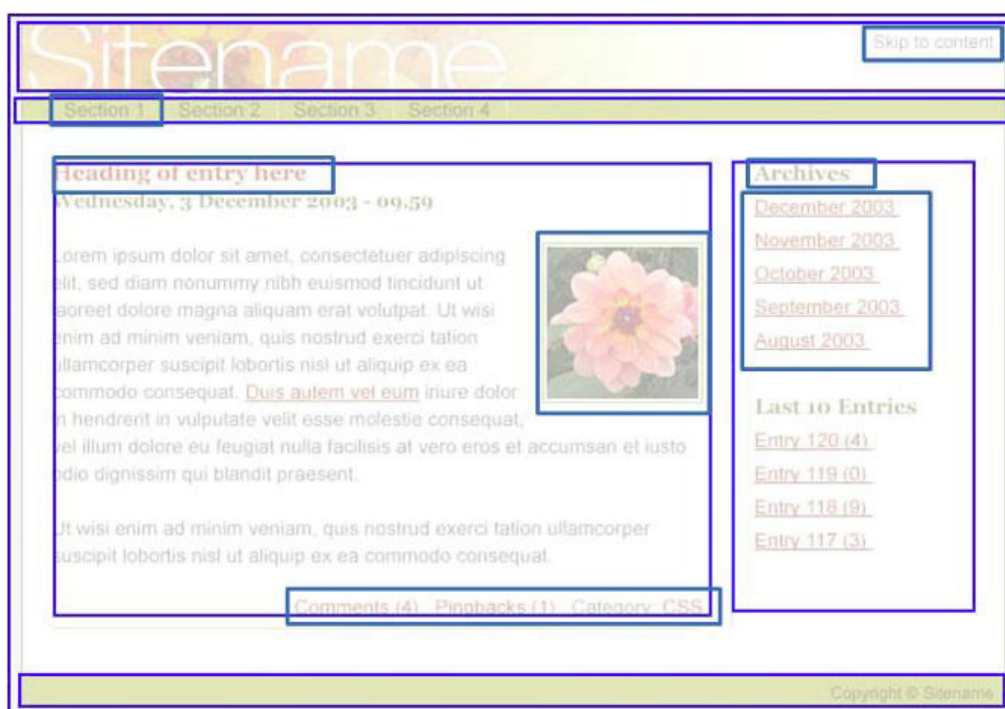 Sitename
Skip to content
Section 1 Section 2 Section 3 Section 4
Heading of entry here
Wednesday, 3 December 2003 - 09.59
Lorem ipsum dolor sit amet, consectetuer adipiscing
elit, sed diam nonummy nibh euismod tincidunt ut
laoreet dolore magna aliquam erat volutpat. Ut wisi
enim ad minim veniam, quis nostrud exerci tation
ullamcorper suscipit lobortis nisl ut aliquip ex ea
commodo consequat. Duis autem vel eum iriure dolor
in hendrerit in vulputate velit esse molestie consequat,
vel illum dolore eu feugiat nulla facilisis at vero eros et accumsan et iusto
odio dignissim qui blandit praesent.
Ut wisi enim ad minim veniam, quis nostrud exerci tation ullamcorper
suscipit lobortis nisl ut aliquip ex ea commodo consequat.
Comments (4) Pingbacks (1) Category: CSS
Archives
December 2003
November 2003
October 2003
September 2003
August 2003
Last 10 Entries
Entry 120 (4)
Entry 119 (0)
Entry 118 (9)
Entry 117 (3)
Copyright © Sitename